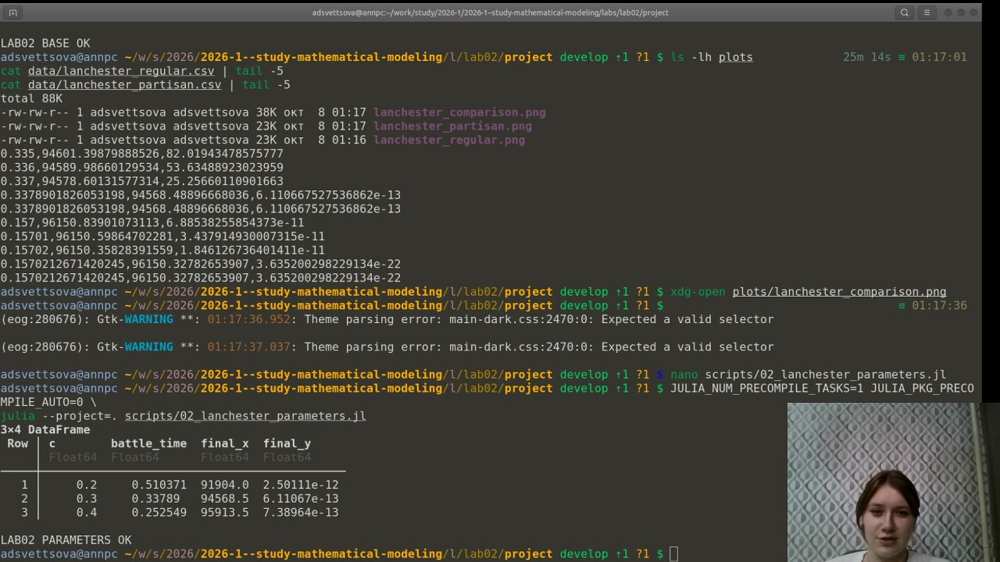 adsvettsova@annpc:~/work/study/2026-1/2026-1--study-mathematical-modeling/labs/lab02/project
LAB02 BASE OK
adsvettsova@annpc ~/w/s/2026/2026-1--study-mathematical-modeling/l/lab02/project develop ↑1 ?1 $ ls -lh plots 25m 14s ≡ 01:17:01
cat data/lanchester_regular.csv | tail -5
cat data/lanchester_partisan.csv | tail -5
total 88K
-rw-rw-r-- 1 adsvettsova adsvettsova 38K окт  8 01:17 lanchester_comparison.png
-rw-rw-r-- 1 adsvettsova adsvettsova 23K окт  8 01:17 lanchester_partisan.png
-rw-rw-r-- 1 adsvettsova adsvettsova 23K окт  8 01:16 lanchester_regular.png
0.335,94601.39879888526,82.01943478575777
0.336,94589.98660129534,53.63488923023959
0.337,94578.60131577314,25.25660110901663
0.3378901826053198,94568.48896668036,6.110667527536862e-13
0.3378901826053198,94568.48896668036,6.110667527536862e-13
0.157,96150.83901073113,6.88538255854373e-11
0.15701,96150.59864702281,3.437914930007315e-11
0.15702,96150.35828391559,1.846126736401411e-11
0.1570212671420245,96150.32782653907,3.635200298229134e-22
0.1570212671420245,96150.32782653907,3.635200298229134e-22
adsvettsova@annpc ~/w/s/2026/2026-1--study-mathematical-modeling/l/lab02/project develop ↑1 ?1 $ xdg-open plots/lanchester_comparison.png
adsvettsova@annpc ~/w/s/2026/2026-1--study-mathematical-modeling/l/lab02/project develop ↑1 ?1 $ ≡ 01:17:36
(eog:280676): Gtk-WARNING **: 01:17:36.952: Theme parsing error: main-dark.css:2470:0: Expected a valid selector
(eog:280676): Gtk-WARNING **: 01:17:37.037: Theme parsing error: main-dark.css:2470:0: Expected a valid selector
adsvettsova@annpc ~/w/s/2026/2026-1--study-mathematical-modeling/l/lab02/project develop ↑1 ?1 $ nano scripts/02_lanchester_parameters.jl
adsvettsova@annpc ~/w/s/2026/2026-1--study-mathematical-modeling/l/lab02/project develop ↑1 ?1 $ JULIA_NUM_PRECOMPILE_TASKS=1 JULIA_PKG_PRECO
MPILE_AUTO=0 \
julia --project=. scripts/02_lanchester_parameters.jl
3×4 DataFrame
Row c battle_time final_x final_y
Float64 Float64 Float64 Float64
1 0.2 0.510371 91904.0 2.50111e-12
2 0.3 0.33789 94568.5 6.11067e-13
3 0.4 0.252549 95913.5 7.38964e-13
LAB02 PARAMETERS OK
adsvettsova@annpc ~/w/s/2026/2026-1--study-mathematical-modeling/l/lab02/project develop ↑1 ?1 $